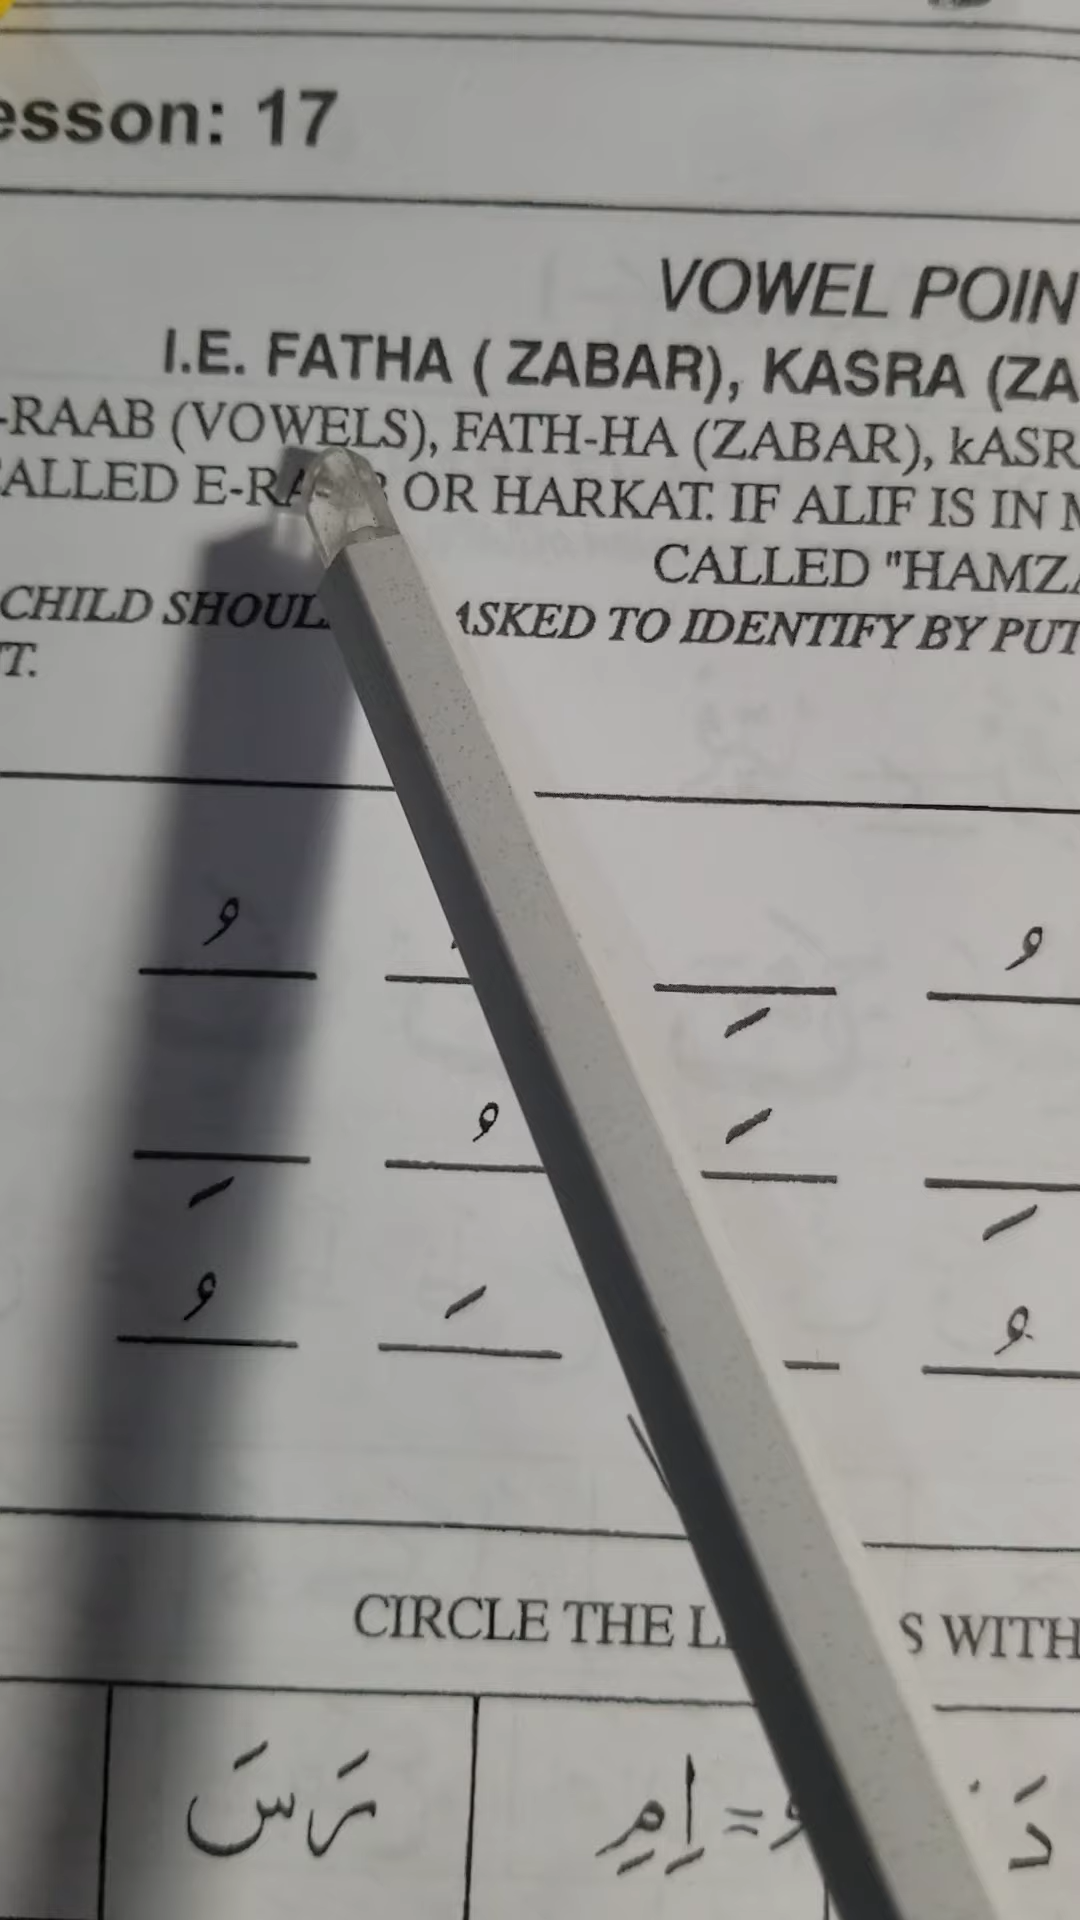 esson: 17
VOWEL POIN
I.E. FATHA ( ZABAR), KASRA (ZA
-RAAB (VOWELS), FATH-HA (ZABAR), kASR
ALLED E-RA OR HARKAT. IF ALIF IS IN
CALLED "HAMZA
CHILD SHOUL ASKED TO IDENTIFY BY PUT
T.
CIRCLE THE L S WITH
رَسَ
اِمِ =
دَ